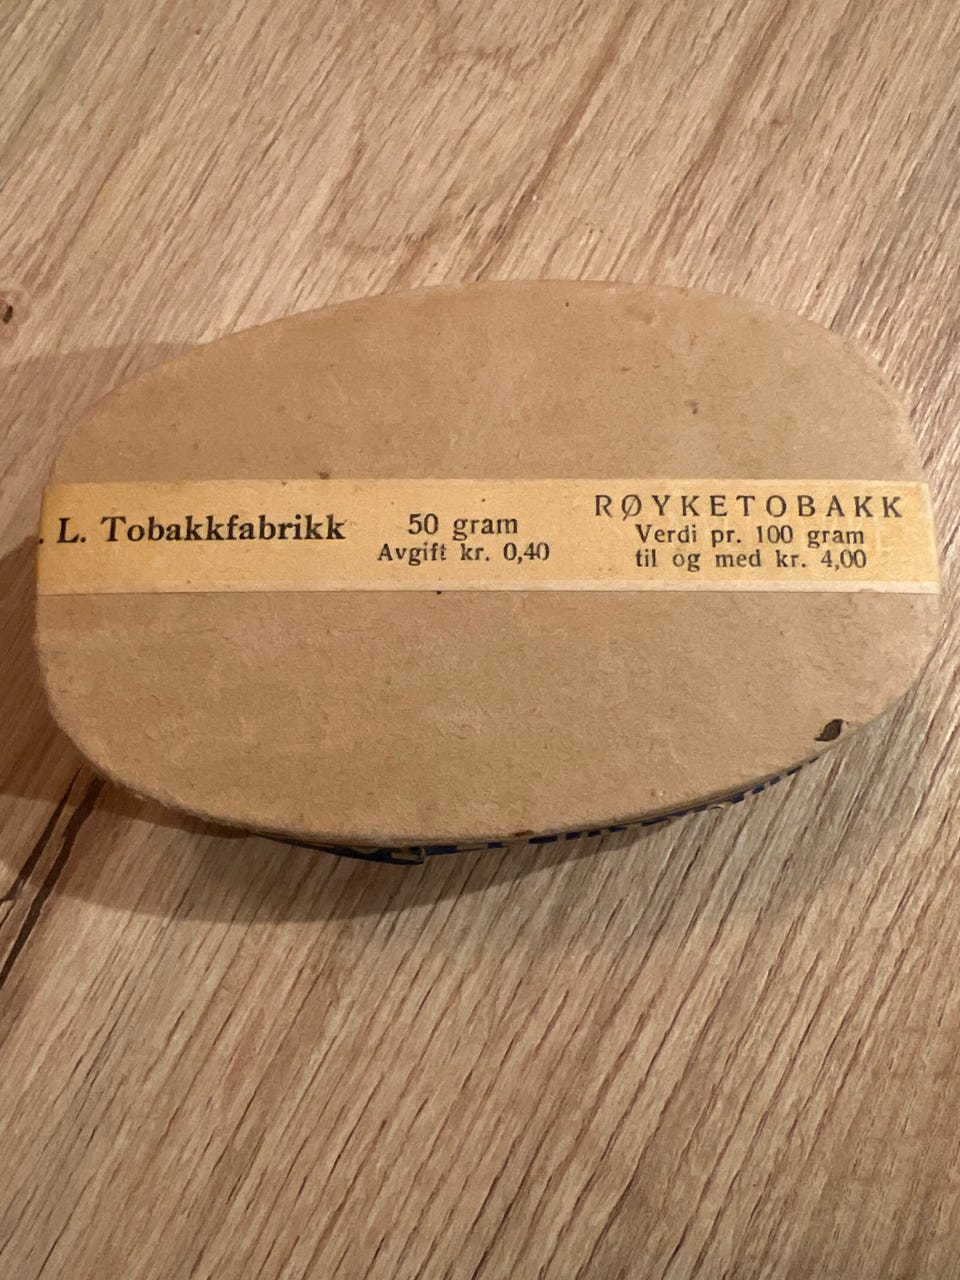 . L. Tobakkfabrikk
50 gram
Avgift kr. 0,40
RØYKETOBAKK
Verdi pr. 100 gram
til og med kr. 4,00